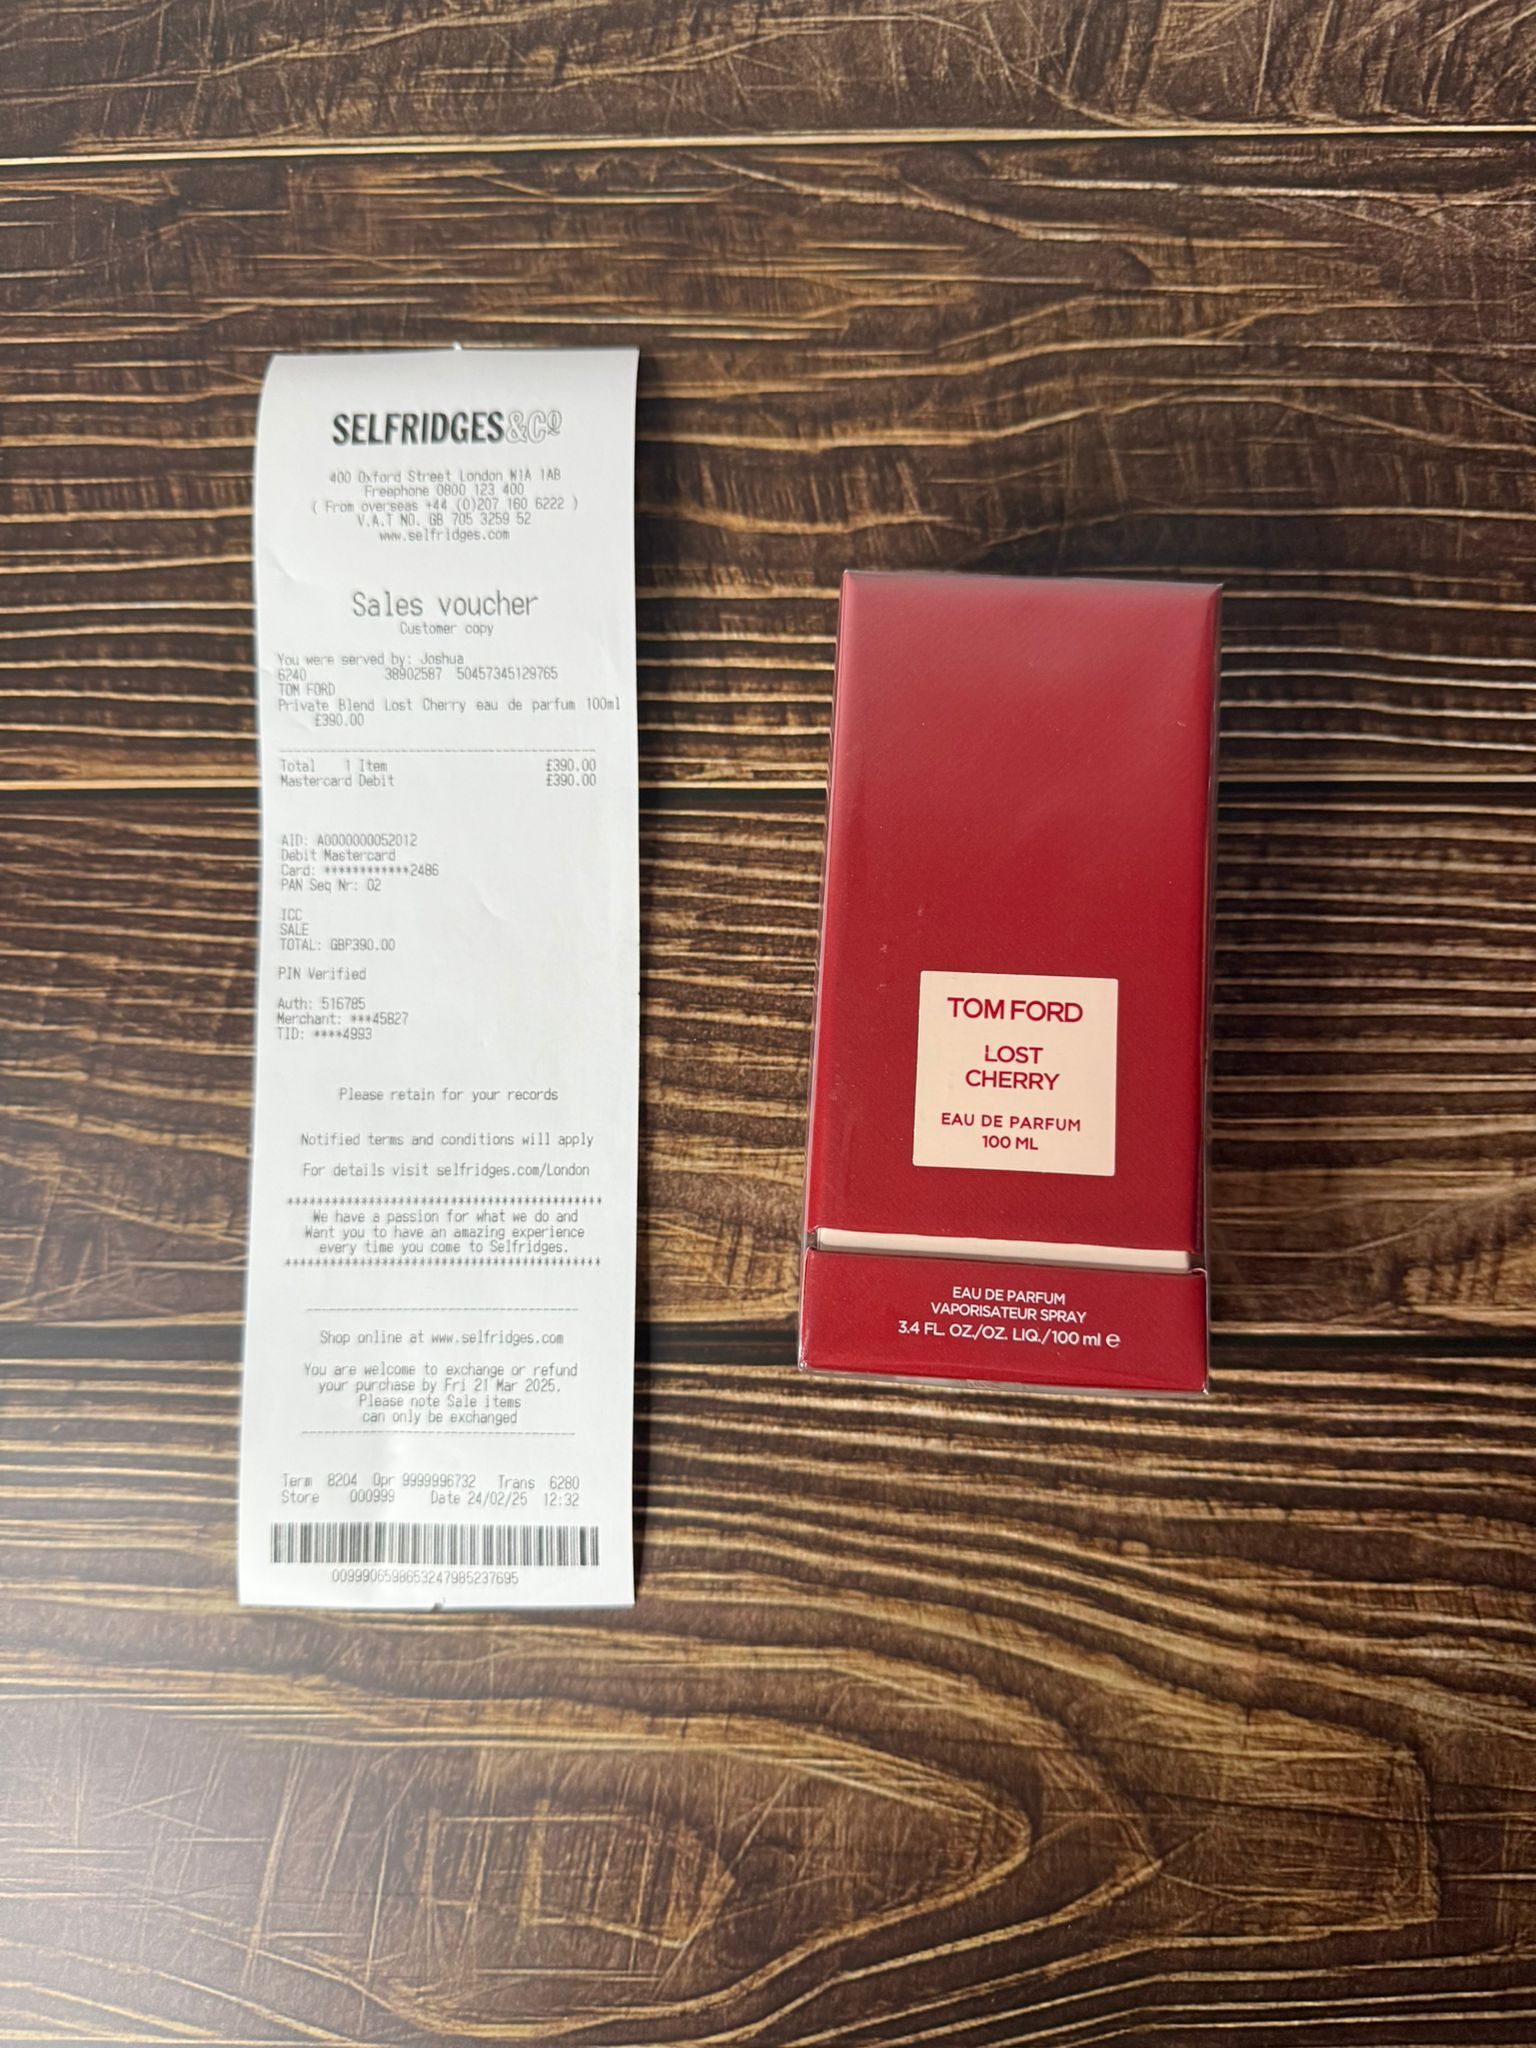 SELFRIDGES&Cº
400 Oxford Street London W1A 1AB
Freephone 0800 123 400
( From overseas +44 (0)207 160 6222 )
V.A.T NO. GB 705 3259 52
www.selfridges.com
Sales voucher
Customer copy
You were served by: Joshua
6240 38902587 50457345129765
TOM FORD
Private Blend Lost Cherry eau de parfum 100ml
£390.00
Total 1 Item £390.00
Mastercard Debit £390.00
AID: A0000000052012
Debit Mastercard
Card: ************2486
PAN Seq Nr: 02
ICC
SALE
TOTAL: GBP390.00
PIN Verified
Auth: 516785
Merchant: ***45827
TID: ****4993
Please retain for your records
Notified terms and conditions will apply
For details visit selfridges.com/London
******************************************
We have a passion for what we do and
Want you to have an amazing experience
every time you come to Selfridges.
******************************************
Shop online at www.selfridges.com
You are welcome to exchange or refund
your purchase by Fri 21 Mar 2025.
Please note Sale items
can only be exchanged
Term 8204 Opr 9999996732 Trans 6280
Store 000999 Date 24/02/25 12:32
0099906598653247985237695
TOM FORD
LOST
CHERRY
EAU DE PARFUM
100 ML
EAU DE PARFUM
VAPORISATEUR SPRAY
3.4 FL. OZ./OZ. LIQ./100 ml ℮